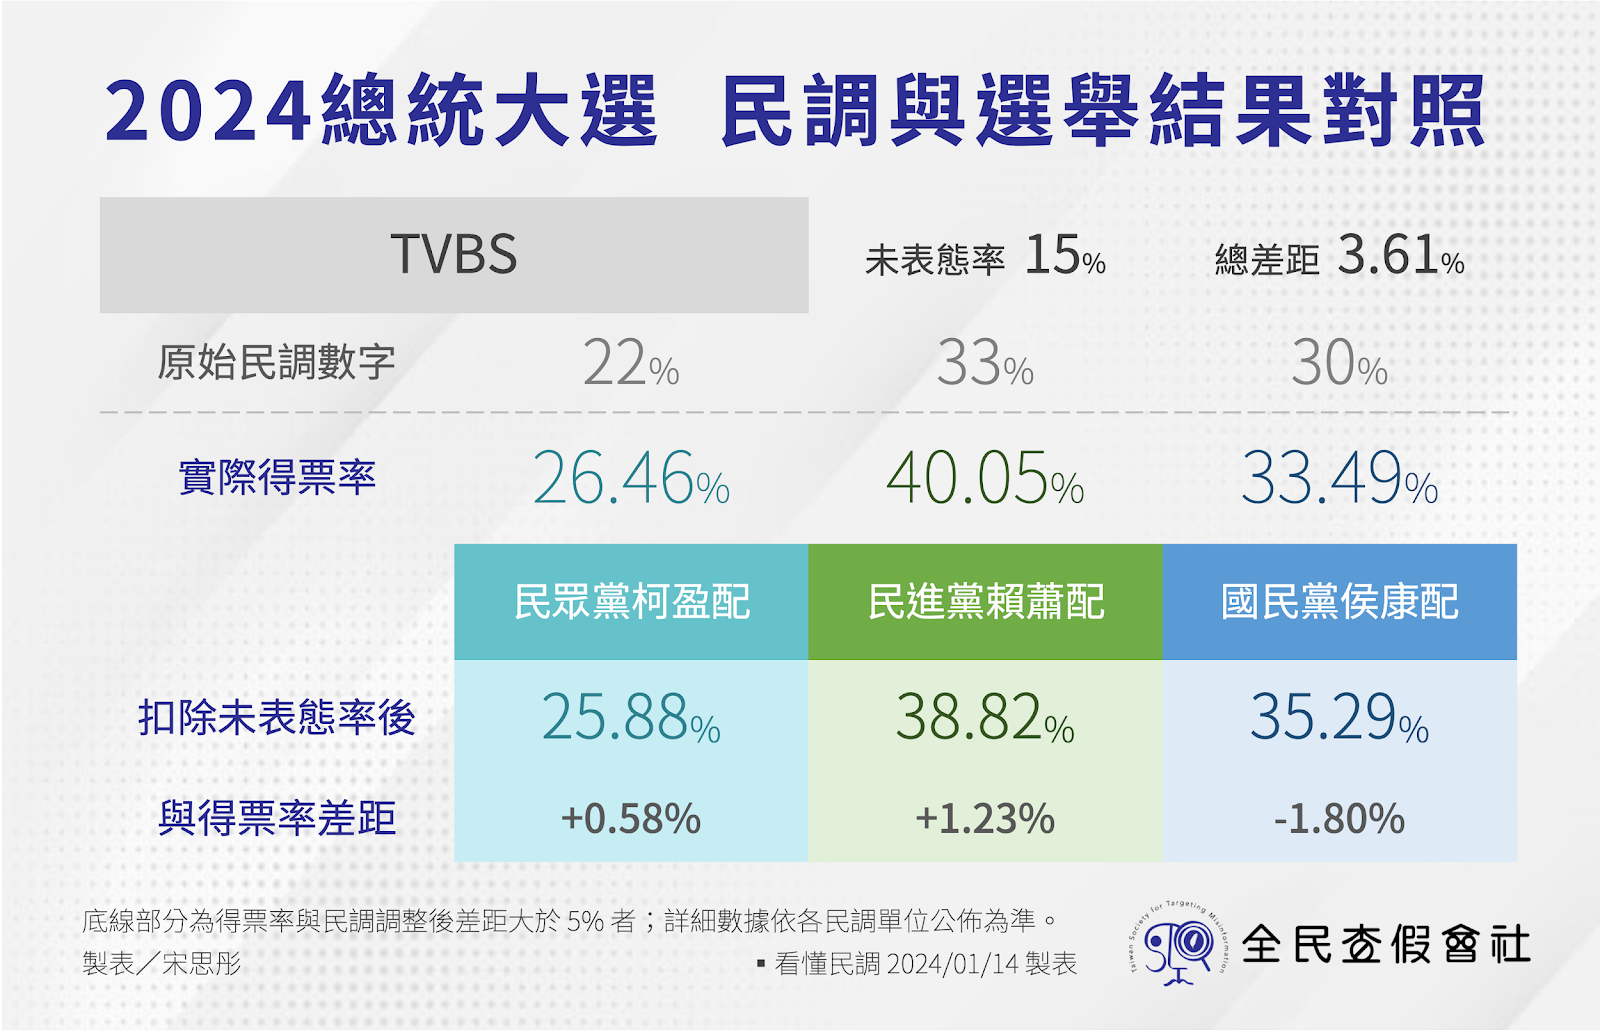 2024總統大選 民調與選舉結果對照
TVBS 未表態率 15% 總差距 3.61%
原始民調數字 22% 33% 30%
實際得票率 26.46% 40.05% 33.49%
民眾黨柯盈配 民進黨賴蕭配 國民黨侯康配
扣除未表態率後 25.88% 38.82% 35.29%
與得票率差距 +0.58% +1.23% -1.80%
底線部分為得票率與民調調整後差距大於 5% 者；詳細數據依各民調單位公佈為準。
製表／宋思彤 ▪ 看懂民調 2024/01/14 製表
Taiwan Society for Targeting Misinformation
全民查假會社